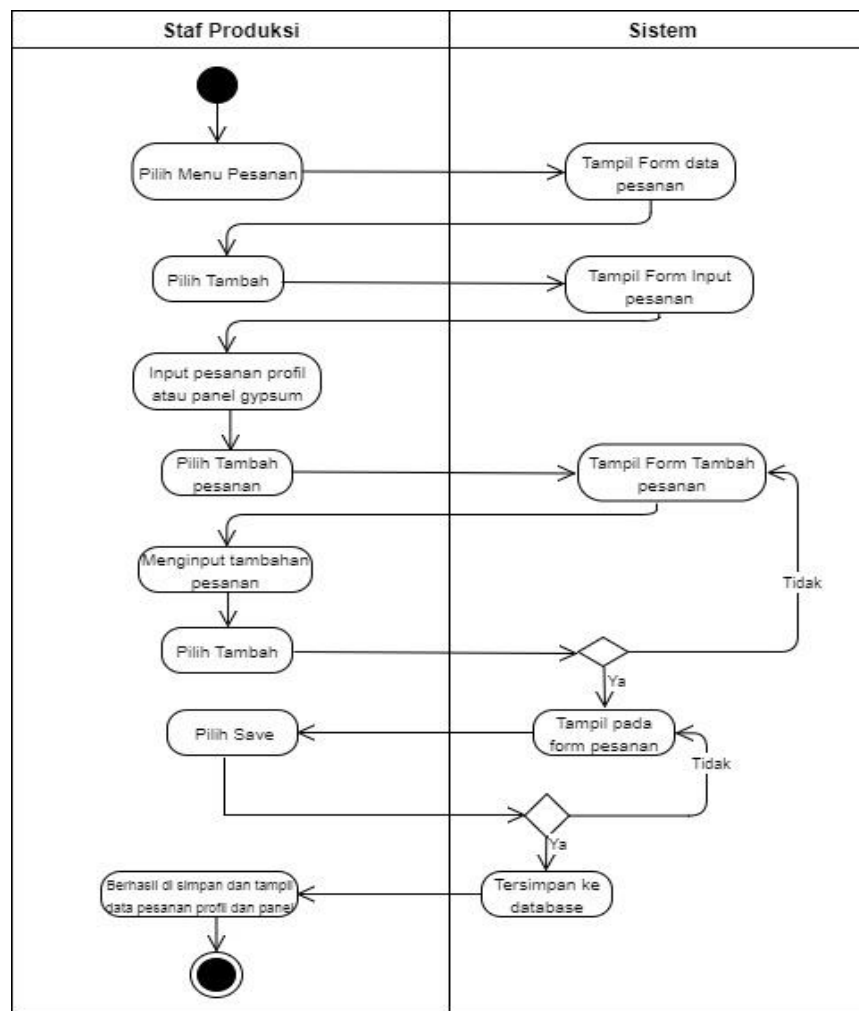 Staf Produksi
Sistem
Pilih Menu Pesanan
Tampil Form data
pesanan
Pilih Tambah
Tampil Form Input
pesanan
Input pesanan profil
atau panel gypsum
Pilih Tambah
pesanan
Tampil Form Tambah
pesanan
Menginput tambahan
pesanan
Tidak
Pilih Tambah
Ya
Pilih Save
Tampil pada
form pesanan
Tidak
Ya
Berhasil di simpan dan tampil
data pesanan profil dan panel
Tersimpan ke
database